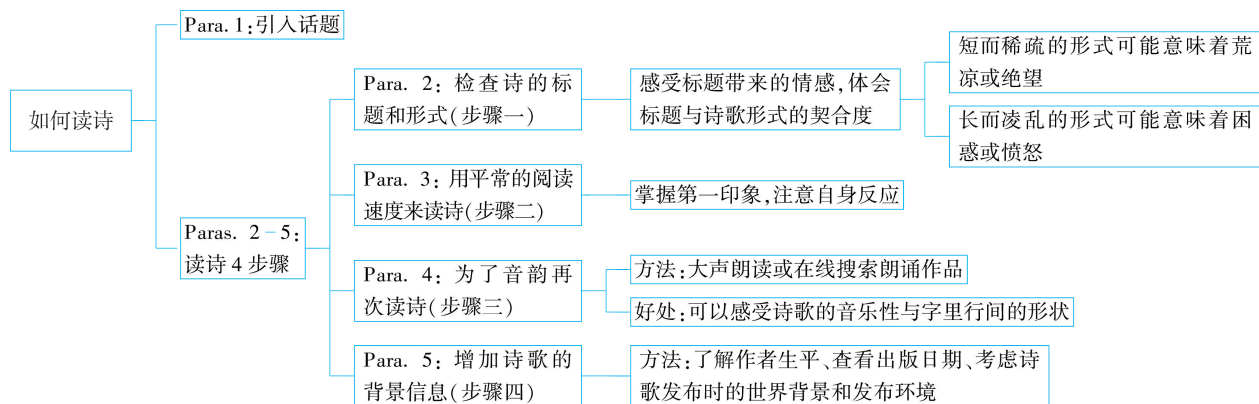 如何读诗
Para. 1:引入话题
Paras. 2-5:
读诗4步骤
Para. 2: 检查诗的标
题和形式(步骤一)
感受标题带来的情感,体会
标题与诗歌形式的契合度
短而稀疏的形式可能意味着荒
凉或绝望
长而凌乱的形式可能意味着困
惑或愤怒
Para. 3: 用平常的阅读
速度来读诗(步骤二)
掌握第一印象,注意自身反应
Para. 4: 为了音韵再
次读诗(步骤三)
方法:大声朗读或在线搜索朗诵作品
好处:可以感受诗歌的音乐性与字里行间的形状
Para. 5: 增加诗歌的
背景信息(步骤四)
方法:了解作者生平、查看出版日期、考虑诗
歌发布时的世界背景和发布环境